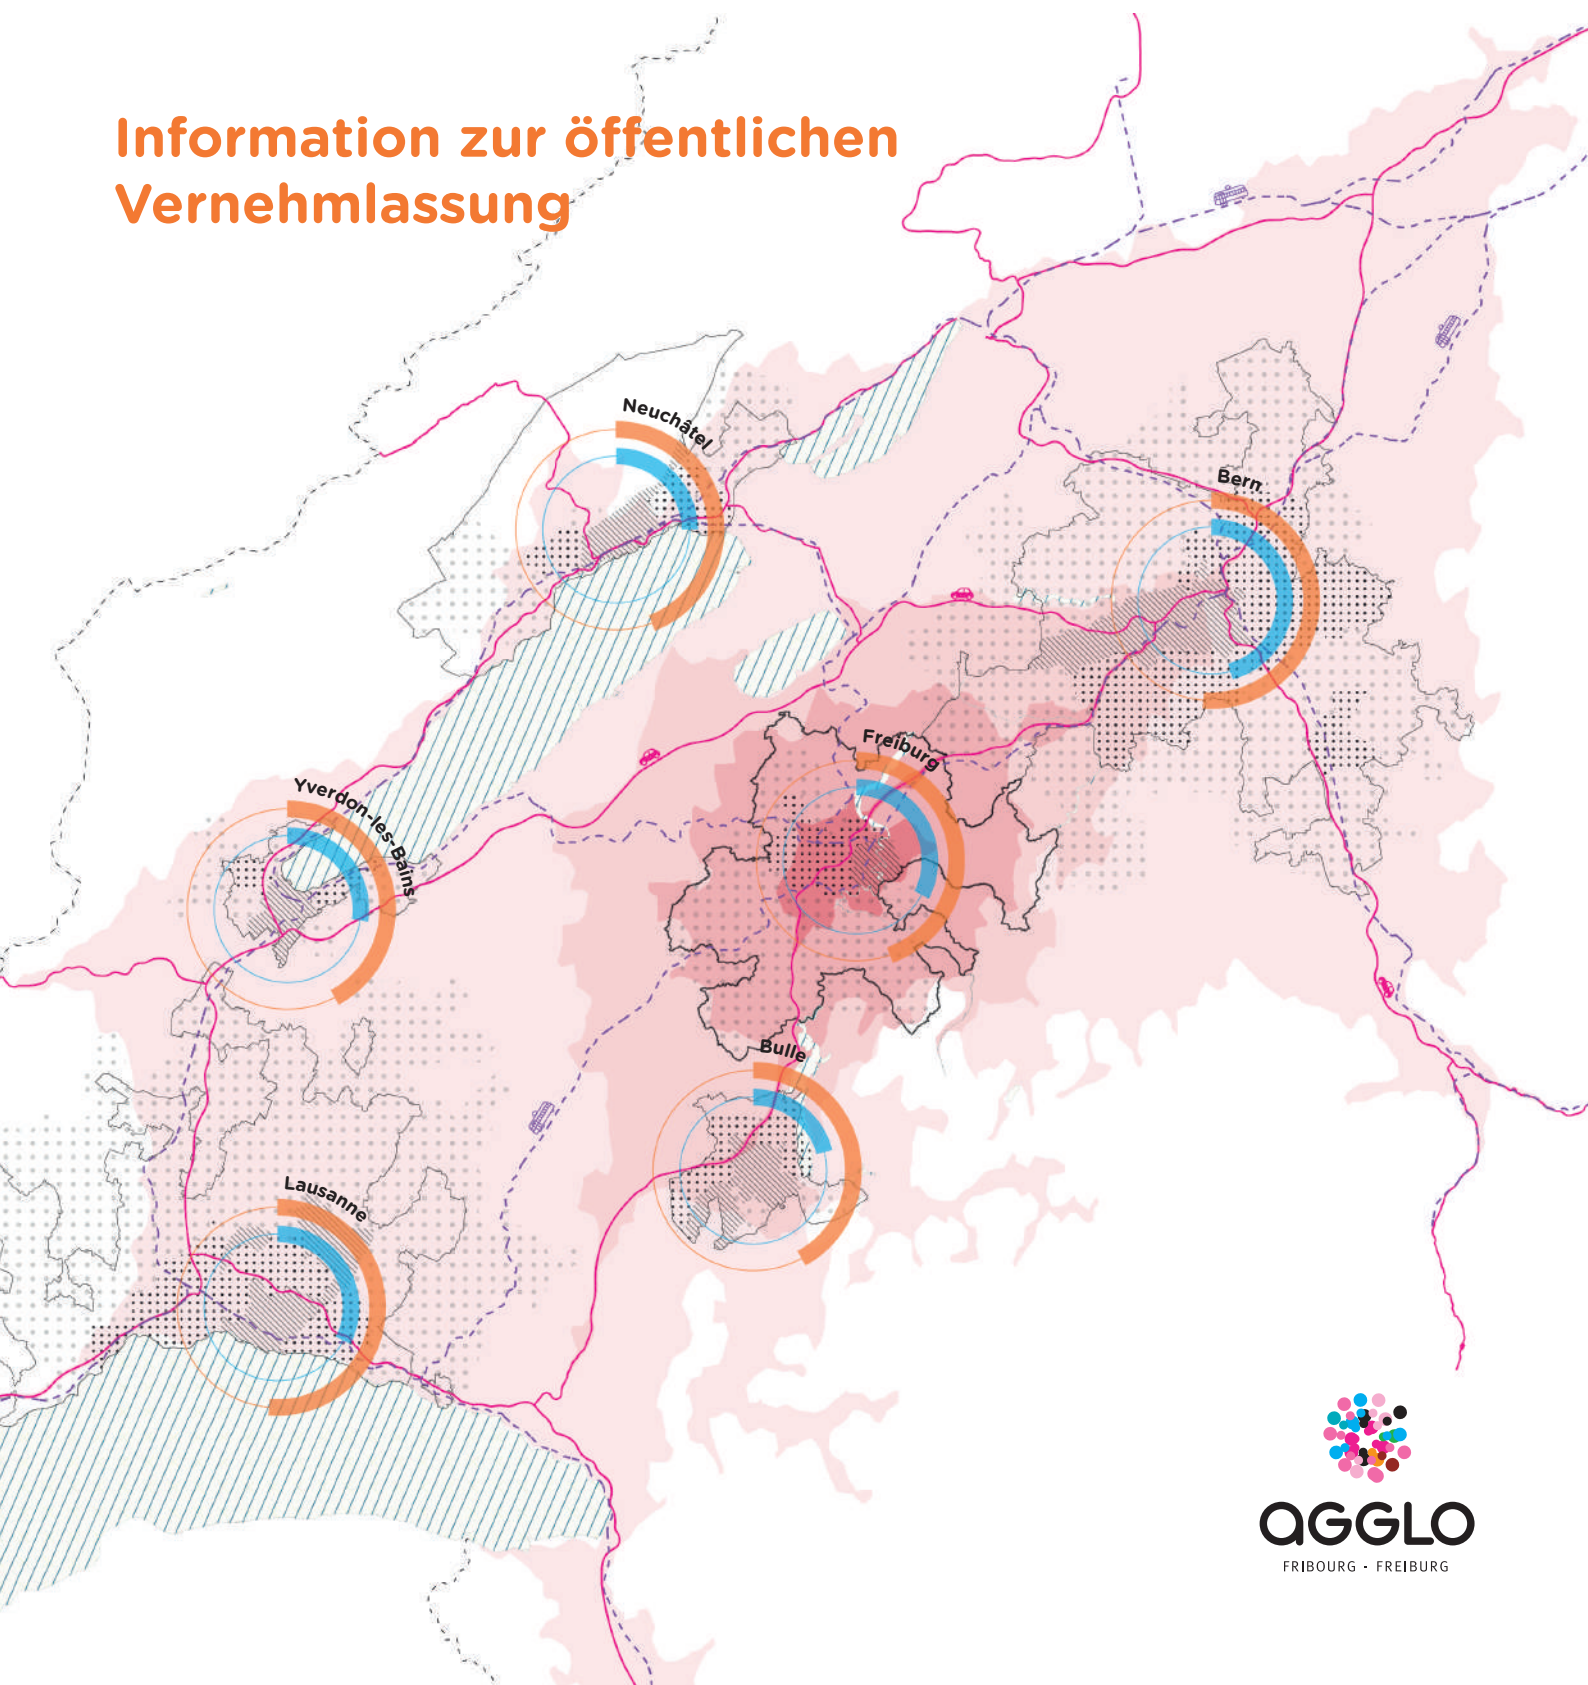 Information zur öffentlichen
Vernehmlassung
Neuchâtel
Bern
Freiburg
Yverdon-les-Bains
Bulle
Lausanne
AGGLO
FRIBOURG - FREIBURG